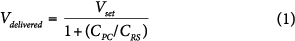 V_delivered = V_set / (1 + (C_PC/C_RS)) (1)